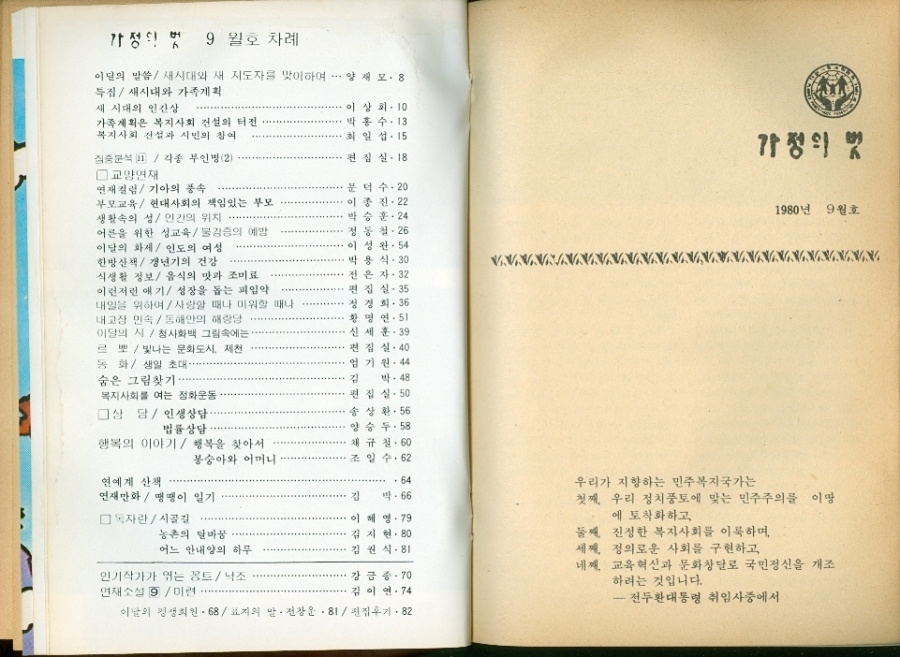 가정의 벗 9 월호 차례
이달의 말씀 / 새시대와 새 지도자를 맞이하여 … 양 재 모 · 8
특집 / 새시대와 가족계획
새 시대의 인간상 ………… 이 상 회 · 10
가족계획은 복지사회 건설의 터전 ………… 박 흥 수 · 13
복지사회 건설과 시민의 참여 ………… 최 일 섭 · 15
집중분석 11 / 각종 부인병(2) ………… 편 집 실 · 18
□ 교양연재
연재컬럼 / 기아의 풍속 ………… 문 덕 수 · 20
부모교육 / 현대사회의 책임있는 부모 ………… 이 종 진 · 22
생활속의 성 / 인간의 위치 ………… 박 승 훈 · 24
어른을 위한 성교육 / 불감증의 예방 ………… 정 동 철 · 26
이달의 화제 / 인도의 여성 ………… 이 성 완 · 54
한방산책 / 갱년기의 건강 ………… 박 용 식 · 30
식생활 정보 / 음식의 맛과 조미료 ………… 전 은 자 · 32
이런저런 얘기 / 성장을 돕는 피임약 ………… 편 집 실 · 35
내일을 위하여 / 사랑할 때나 미워할 때나 ………… 정 경 희 · 36
내고장 민속 / 동해안의 해랑당 ………… 황 명 연 · 51
이달의 시 / 청사화백 그림속에는 ………… 신 세 훈 · 39
르 뽀 / 빛나는 문화도시, 제천 ………… 편 집 실 · 40
동 화 / 생일 초대 ………… 엄 기 원 · 44
숨은 그림찾기 ………… 김 박 · 48
복지사회를 여는 정화운동 ………… 편 집 실 · 50
□ 상 담 / 인생상담 ………… 송 상 환 · 56
법률상담 ………… 양 승 두 · 58
행복의 이야기 / 행복을 찾아서 ………… 채 규 철 · 60
봉숭아와 어머니 ………… 조 일 수 · 62
연예계 산책 ………… · 64
연재만화 / 맹맹이 일기 ………… 김 박 · 66
□ 독자란 / 시골길 ………… 이 혜 영 · 79
농촌의 달바꿈 ………… 김 지 현 · 80
어느 안내양의 하루 ………… 김 권 식 · 81
인기작가가 엮는 꽁트 / 낙조 ………… 강 금 종 · 70
연재소설 9 / 미련 ………… 김 이 연 · 74
이달의 평생회원 · 68 / 표지의 말 · 전창운 · 81 / 편집후기 · 82
가정의 벗
1980년 9월호
우리가 지향하는 민주복지국가는
첫째, 우리 정치풍토에 맞는 민주주의를 이땅
에 토착화하고,
둘째, 진정한 복지사회를 이룩하며,
세째, 정의로운 사회를 구현하고,
네째, 교육혁신과 문화창달로 국민정신을 개조
하려는 것입니다.
— 전두환대통령 취임사중에서